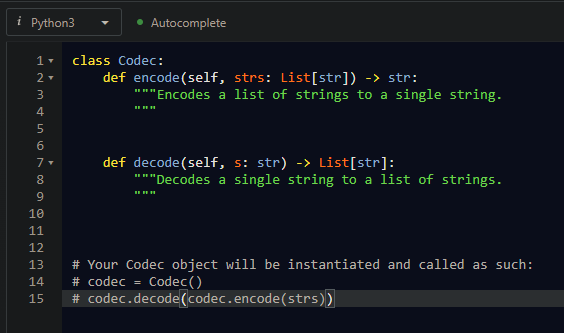 i Python3 Autocomplete
1 class Codec:
2     def encode(self, strs: List[str]) -> str:
3         """Encodes a list of strings to a single string.
4         """
5
6
7     def decode(self, s: str) -> List[str]:
8         """Decodes a single string to a list of strings.
9         """
10
11
12
13 # Your Codec object will be instantiated and called as such:
14 # codec = Codec()
15 # codec.decode(codec.encode(strs))